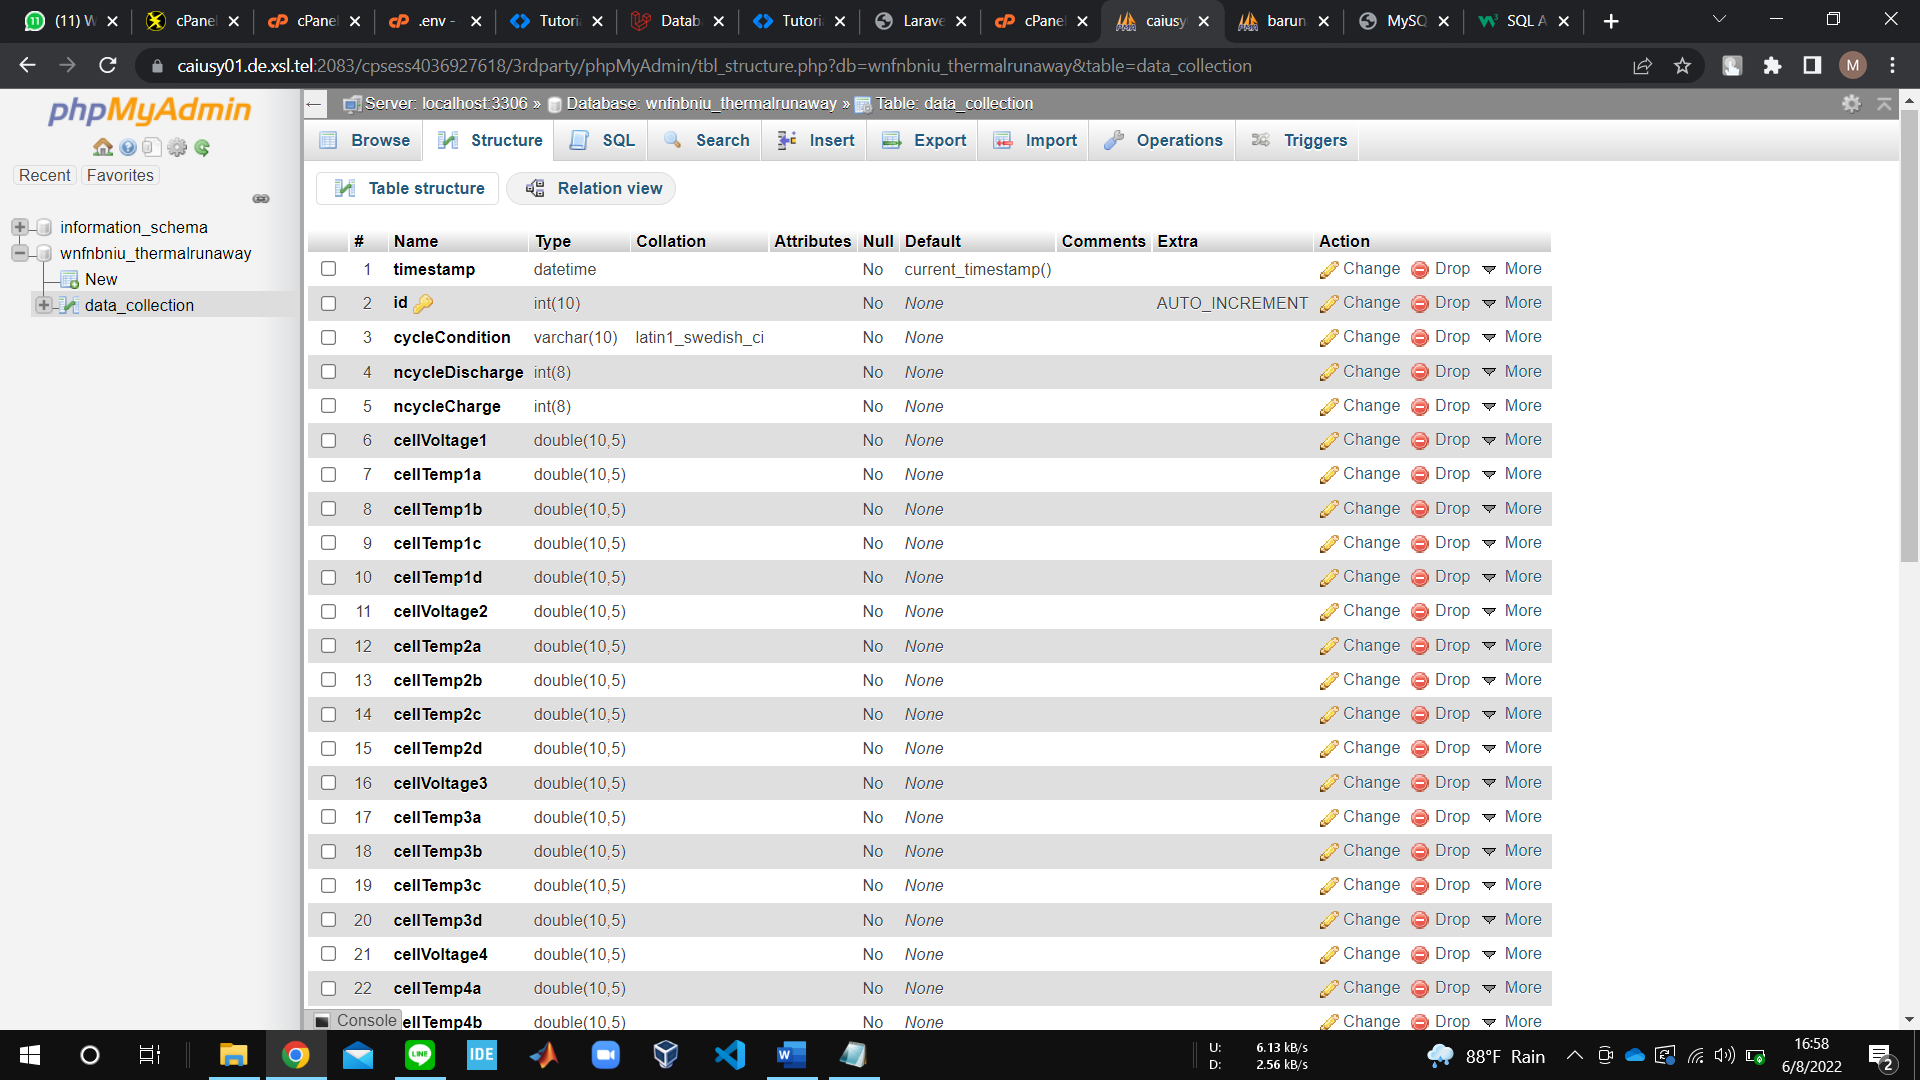 (11) W
cPanel
cPanel
.env -
Tutoria
Datab
Tutoria
Larave
cPanel
caiusy
barun
MySQ
SQL A
caiusy01.de.xsl.tel:2083/cpsess4036927618/3rdparty/phpMyAdmin/tbl_structure.php?db=wnfnbniu_thermalrunaway&table=data_collection
M
phpMyAdmin
Recent Favorites
information_schema
wnfnbniu_thermalrunaway
New
data_collection
Server: localhost:3306 » Database: wnfnbniu_thermalrunaway » Table: data_collection
Browse Structure SQL Search Insert Export Import Operations Triggers
Table structure Relation view
# Name Type Collation Attributes Null Default Comments Extra Action
1 timestamp datetime No current_timestamp() Change Drop More
2 id int(10) No None AUTO_INCREMENT Change Drop More
3 cycleCondition varchar(10) latin1_swedish_ci No None Change Drop More
4 ncycleDischarge int(8) No None Change Drop More
5 ncycleCharge int(8) No None Change Drop More
6 cellVoltage1 double(10,5) No None Change Drop More
7 cellTemp1a double(10,5) No None Change Drop More
8 cellTemp1b double(10,5) No None Change Drop More
9 cellTemp1c double(10,5) No None Change Drop More
10 cellTemp1d double(10,5) No None Change Drop More
11 cellVoltage2 double(10,5) No None Change Drop More
12 cellTemp2a double(10,5) No None Change Drop More
13 cellTemp2b double(10,5) No None Change Drop More
14 cellTemp2c double(10,5) No None Change Drop More
15 cellTemp2d double(10,5) No None Change Drop More
16 cellVoltage3 double(10,5) No None Change Drop More
17 cellTemp3a double(10,5) No None Change Drop More
18 cellTemp3b double(10,5) No None Change Drop More
19 cellTemp3c double(10,5) No None Change Drop More
20 cellTemp3d double(10,5) No None Change Drop More
21 cellVoltage4 double(10,5) No None Change Drop More
22 cellTemp4a double(10,5) No None Change Drop More
Console ellTemp4b double(10,5) No None Change Drop More
LINE
IDE
U: 6.13 kB/s
D: 2.56 kB/s
88°F Rain
16:58
6/8/2022
2